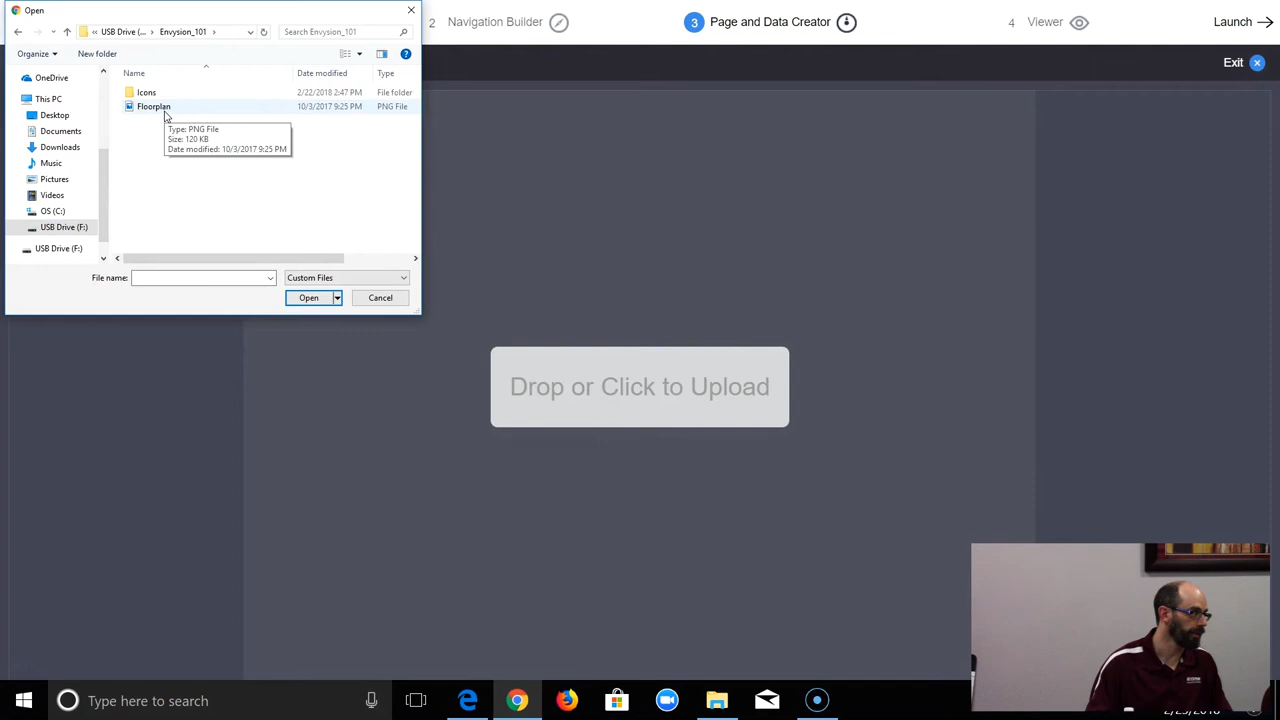 Open
2 Navigation Builder
3 Page and Data Creator
4 Viewer
Launch
USB Drive (... Envysion_101
Search Envysion_101
Organize
New folder
Exit
Name Date modified Type
OneDrive
Icons 2/22/2018 2:47 PM File folder
This PC
Floorplan 10/3/2017 9:25 PM PNG File
Desktop
Type: PNG File
Size: 120 KB
Date modified: 10/3/2017 9:25 PM
Documents
Downloads
Music
Pictures
Videos
OS (C:)
USB Drive (F:)
USB Drive (F:)
File name:
Custom Files
Open
Cancel
Drop or Click to Upload
Type here to search